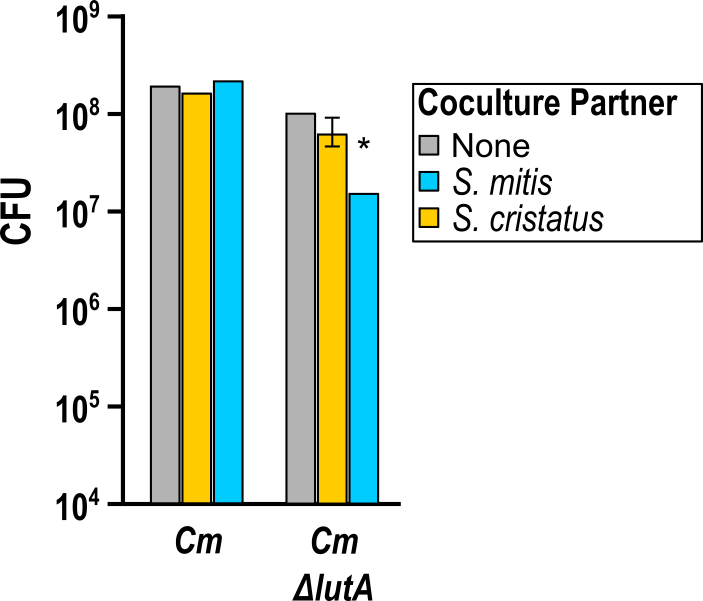 10⁹
10⁸
10⁷
10⁶
10⁵
10⁴
CFU
*
Cm
Cm
ΔlutA
Coculture Partner
None
S. mitis
S. cristatus